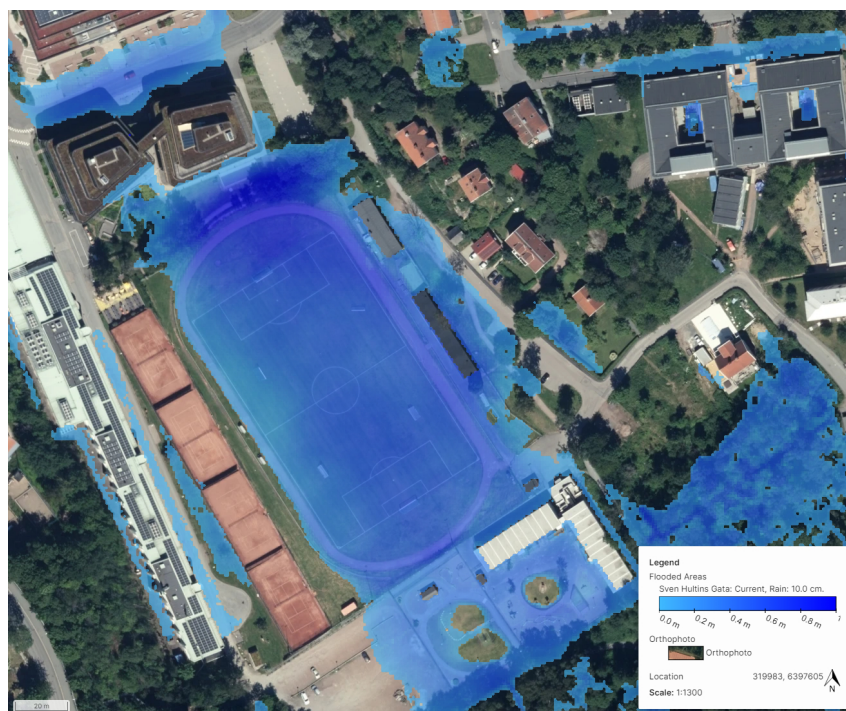 Legend
Flooded Areas
Sven Hultins Gata: Current, Rain: 10.0 cm.
0.0 m
0.2 m
0.4 m
0.6 m
0.8 m
1
Orthophoto
Orthophoto
Location 319983, 6397605
Scale: 1:1300
N
20 m